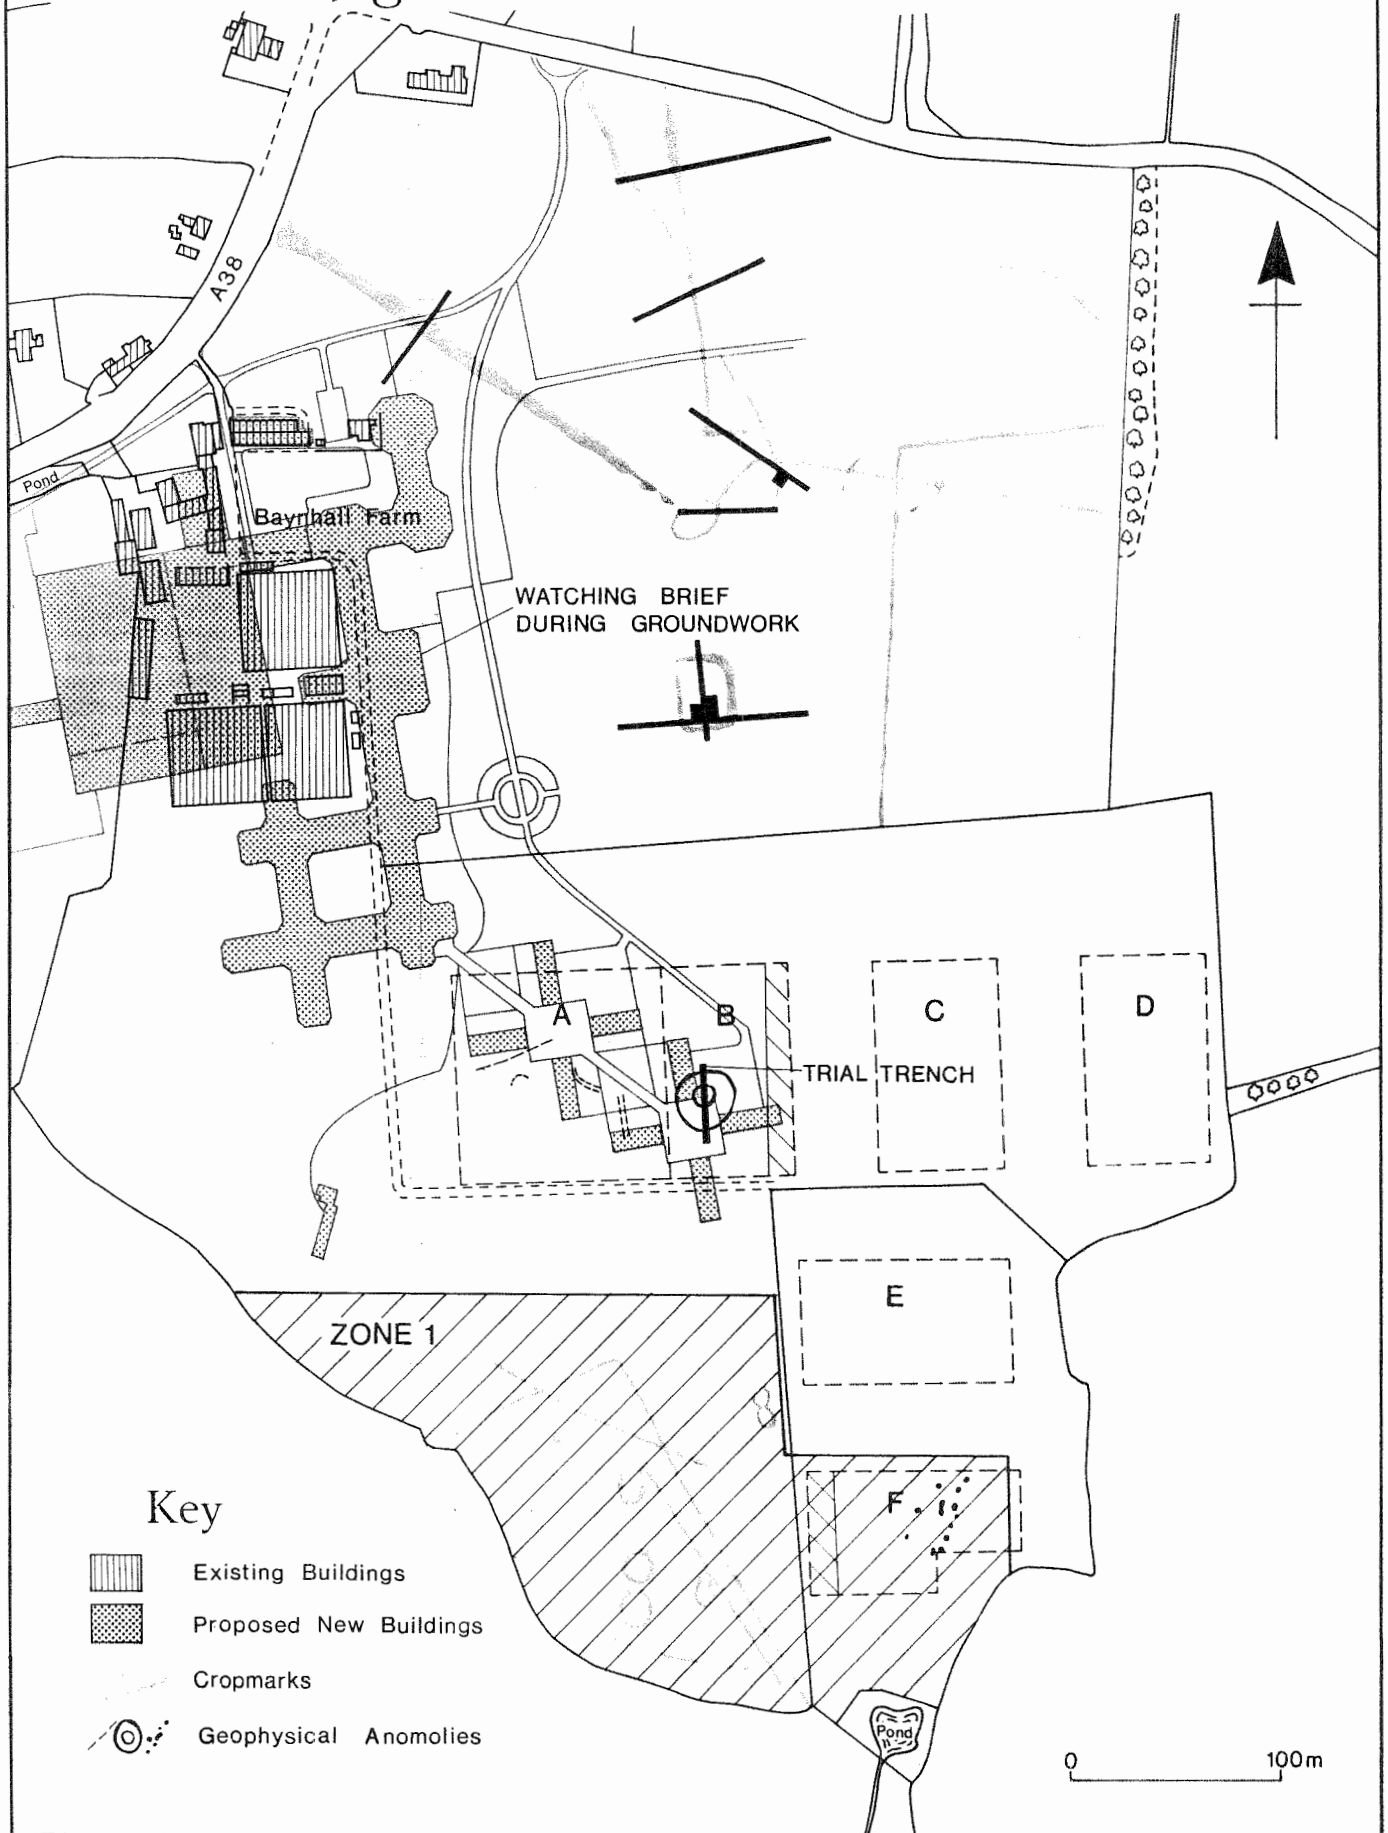 A38
Pond
Baynhall Farm
WATCHING BRIEF
DURING GROUNDWORK
A
B
C
D
TRIAL TRENCH
E
ZONE 1
F
Key
Existing Buildings
Proposed New Buildings
Cropmarks
Geophysical Anomolies
Pond
0 100m